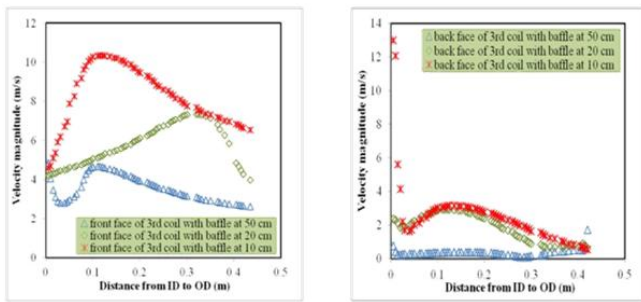 12
10
8
6
4
2
0
Velocity magnitude (m/s)
front face of 3rd coil with baffle at 50 cm
front face of 3rd coil with baffle at 20 cm
front face of 3rd coil with baffle at 10 cm
0 0.1 0.2 0.3 0.4 0.5
Distance from ID to OD (m)
14
12
10
8
6
4
2
0
Velocity magnitude (m/s)
back face of 3rd coil with baffle at 50 cm
back face of 3rd coil with baffle at 20 cm
back face of 3rd coil with baffle at 10 cm
0 0.1 0.2 0.3 0.4 0.5
Distance from ID to OD (m)